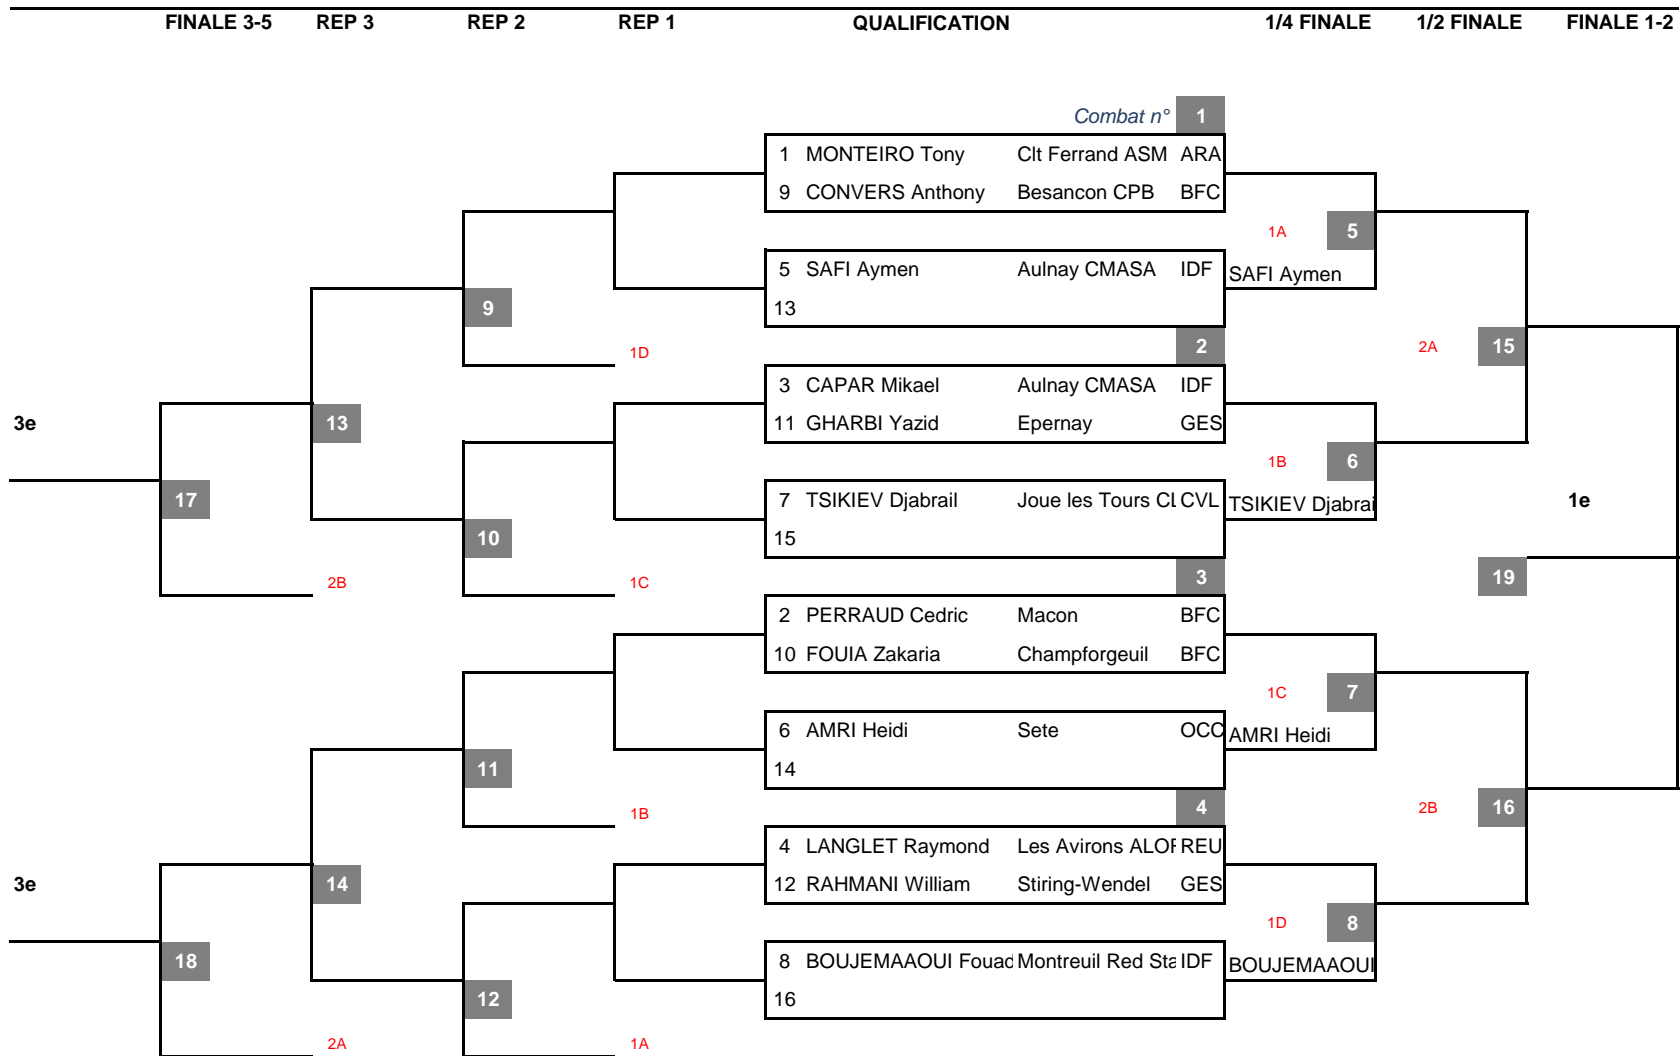 FINALE 3-5 REP 3 REP 2 REP 1 QUALIFICATION 1/4 FINALE 1/2 FINALE FINALE 1-2
Combat n° 1
1 MONTEIRO Tony Clt Ferrand ASM ARA
9 CONVERS Anthony Besancon CPB BFC
1A 5
5 SAFI Aymen Aulnay CMASA IDF SAFI Aymen
9 13
1D 2 2A 15
3 CAPAR Mikael Aulnay CMASA IDF
3e 13 11 GHARBI Yazid Epernay GES
1B 6
17 7 TSIKIEV Djabrail Joue les Tours CL CVL TSIKIEV Djabrai 1e
10 15
2B 1C 3 19
2 PERRAUD Cedric Macon BFC
10 FOUIA Zakaria Champforgeuil BFC
1C 7
6 AMRI Heidi Sete OCC AMRI Heidi
11 14
1B 4 2B 16
4 LANGLET Raymond Les Avirons ALOF REU
3e 14 12 RAHMANI William Stiring-Wendel GES
1D 8
18 8 BOUJEMAAOUI Fouad Montreuil Red Sta IDF BOUJEMAAOUI
12 16
2A 1A